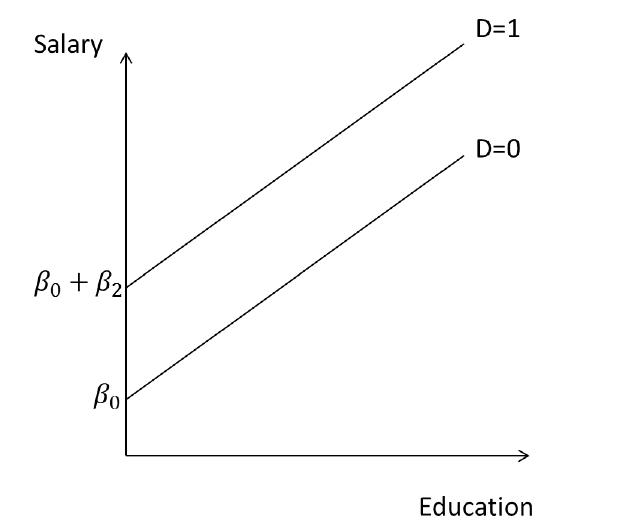 D=1
Salary
D=0
β₀ + β₂
β₀
Education